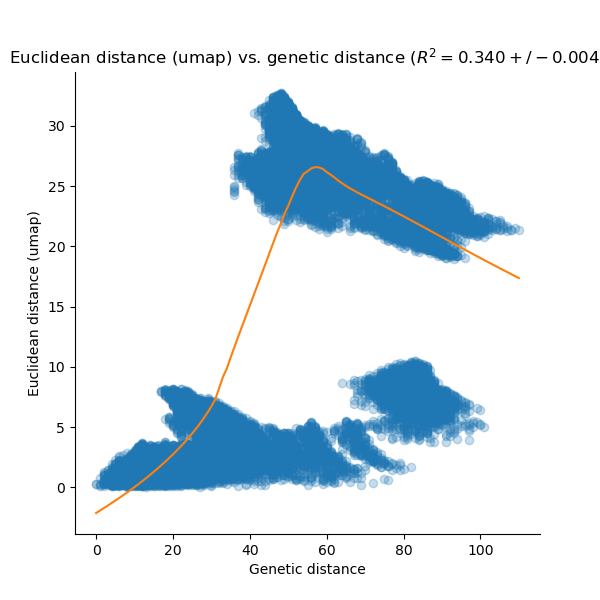 Euclidean distance (umap) vs. genetic distance ($R^2 = 0.340 +/- 0.004$
30
25
20
15
10
5
0
Euclidean distance (umap)
0 20 40 60 80 100
Genetic distance